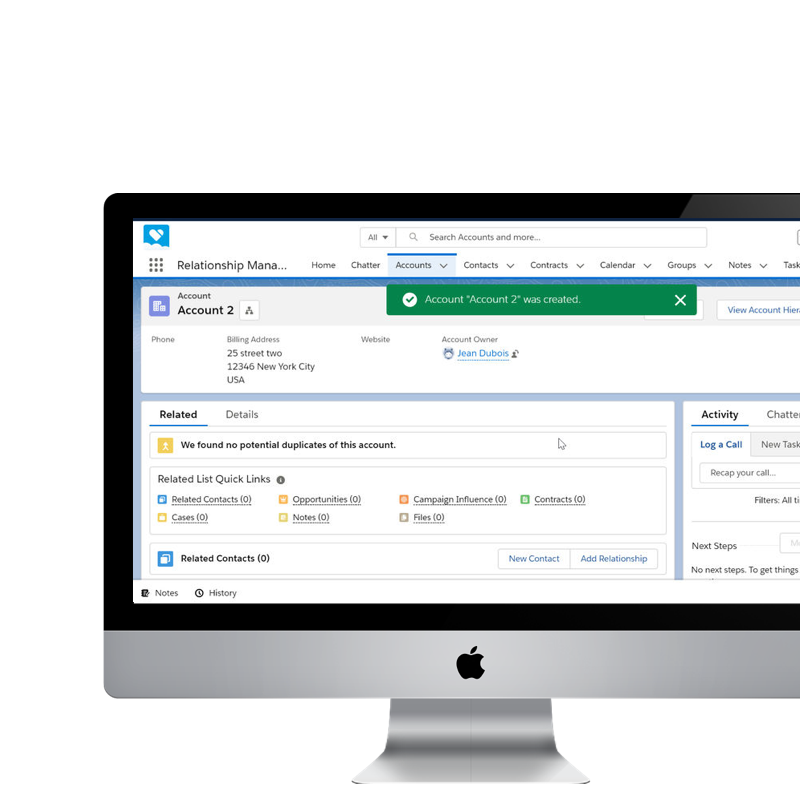 All
Search Accounts and more...
Relationship Mana... Home Chatter Accounts Contacts Contracts Calendar Groups Notes Task
Account "Account 2" was created.
Account
Account 2
View Account Hiera
Phone Billing Address Website Account Owner
25 street two Jean Dubois
12346 New York City
USA
Related Details
Activity Chatte
We found no potential duplicates of this account.
Log a Call New Task
Related List Quick Links
Recap your call...
Related Contacts (0) Opportunities (0) Campaign Influence (0) Contracts (0)
Filters: All ti
Cases (0) Notes (0) Files (0)
Next Steps
Related Contacts (0) New Contact Add Relationship
No next steps. To get things
Notes History